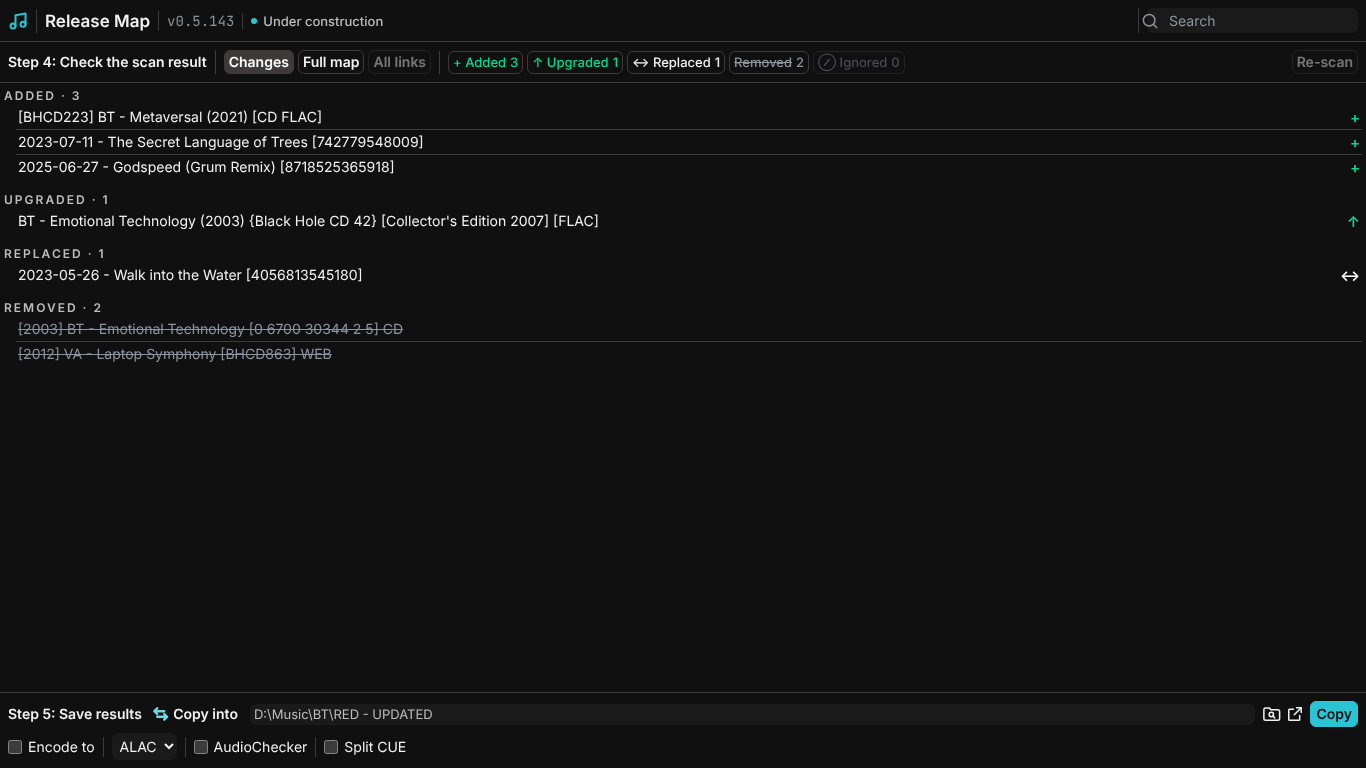 Release Map v0.5.143 Under construction Search
Step 4: Check the scan result Changes Full map All links + Added 3 ↑ Upgraded 1 ↔ Replaced 1 Removed 2 Ignored 0 Re-scan
ADDED · 3
[BHCD223] BT - Metaversal (2021) [CD FLAC] +
2023-07-11 - The Secret Language of Trees [742779548009] +
2025-06-27 - Godspeed (Grum Remix) [8718525365918] +
UPGRADED · 1
BT - Emotional Technology (2003) {Black Hole CD 42} [Collector's Edition 2007] [FLAC] ↑
REPLACED · 1
2023-05-26 - Walk into the Water [4056813545180] ↔
REMOVED · 2
[2003] BT - Emotional Technology [0 6700 30344 2 5] CD
[2012] VA - Laptop Symphony [BHCD863] WEB
Step 5: Save results Copy into D:\Music\BT\RED - UPDATED Copy
Encode to ALAC AudioChecker Split CUE